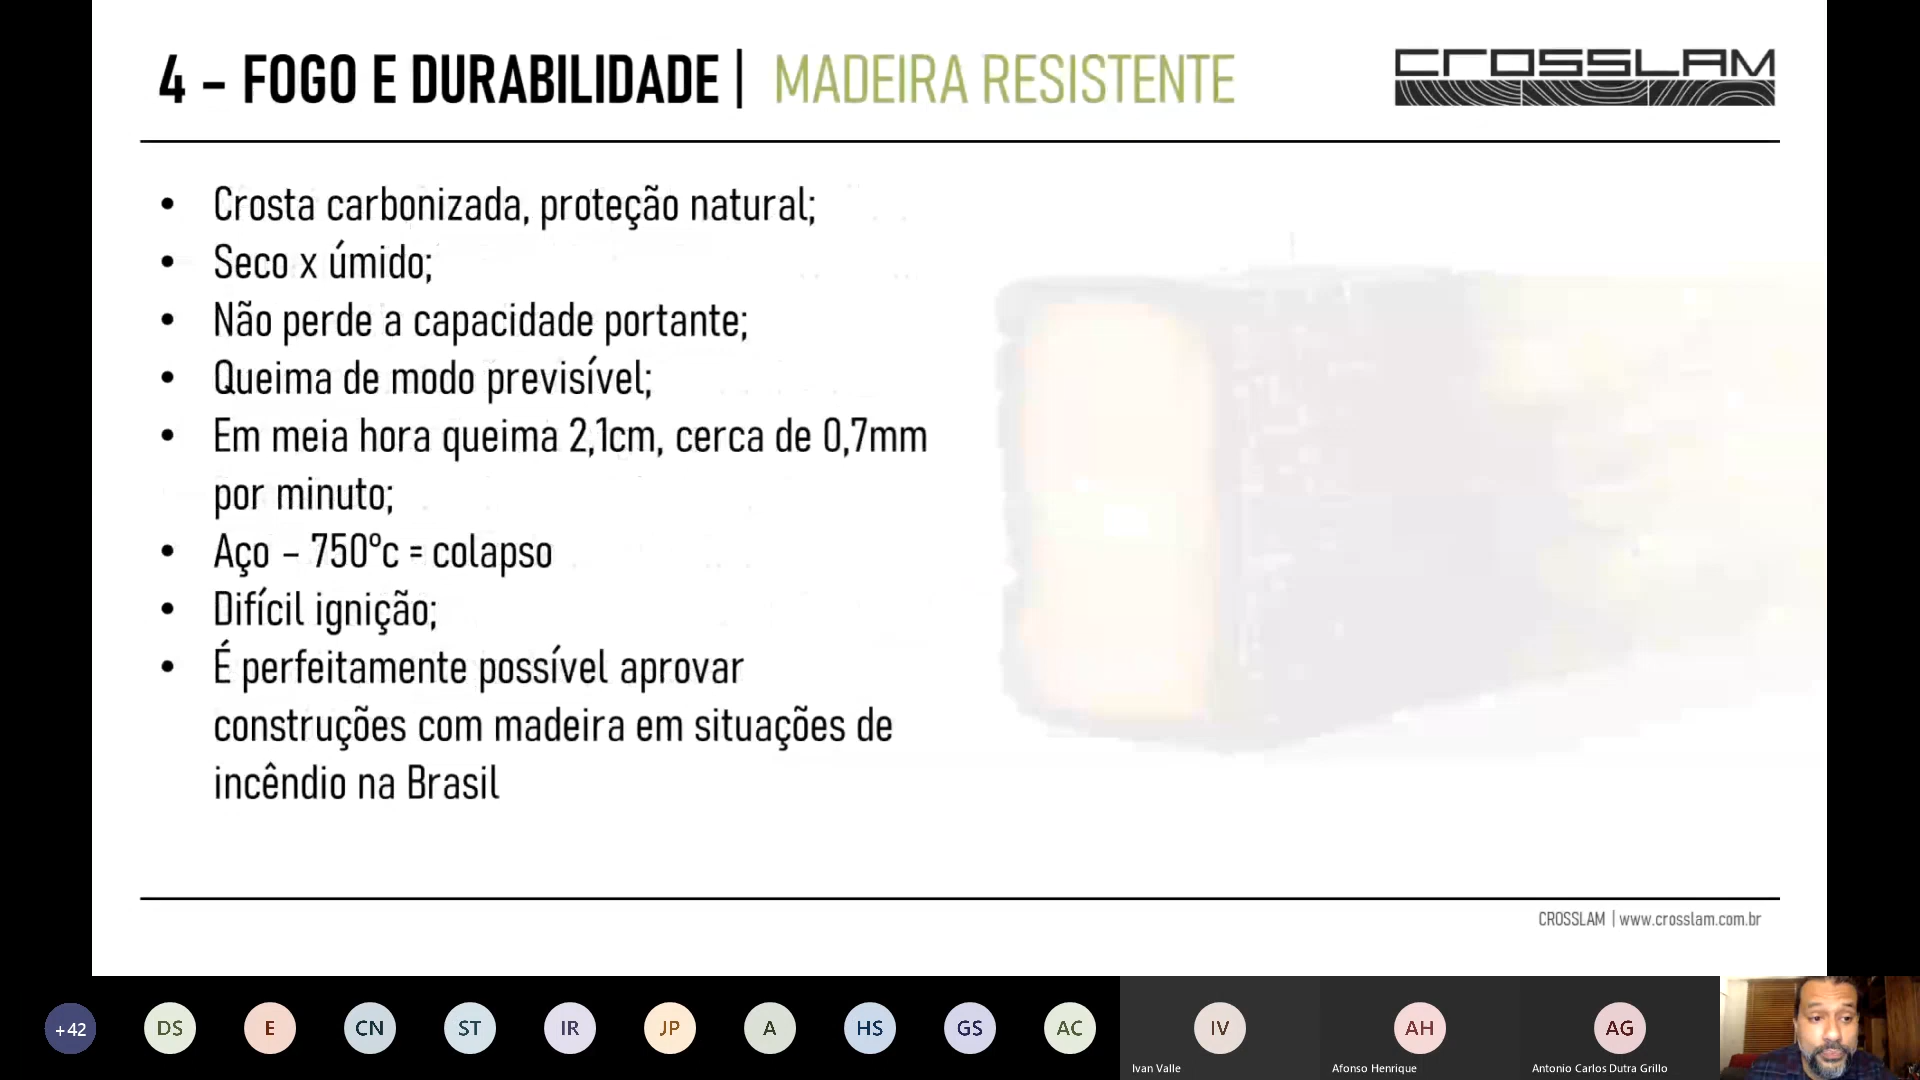 4 – FOGO E DURABILIDADE | MADEIRA RESISTENTE
CROSSLAM
• Crosta carbonizada, proteção natural;
• Seco x úmido;
• Não perde a capacidade portante;
• Queima de modo previsível;
• Em meia hora queima 2,1cm, cerca de 0,7mm
por minuto;
• Aço – 750°c = colapso
• Difícil ignição;
• É perfeitamente possível aprovar
construções com madeira em situações de
incêndio na Brasil
CROSSLAM | www.crosslam.com.br
+42 DS E CN ST IR JP A HS GS AC IV AH AG
Ivan Valle Afonso Henrique Antonio Carlos Dutra Grillo